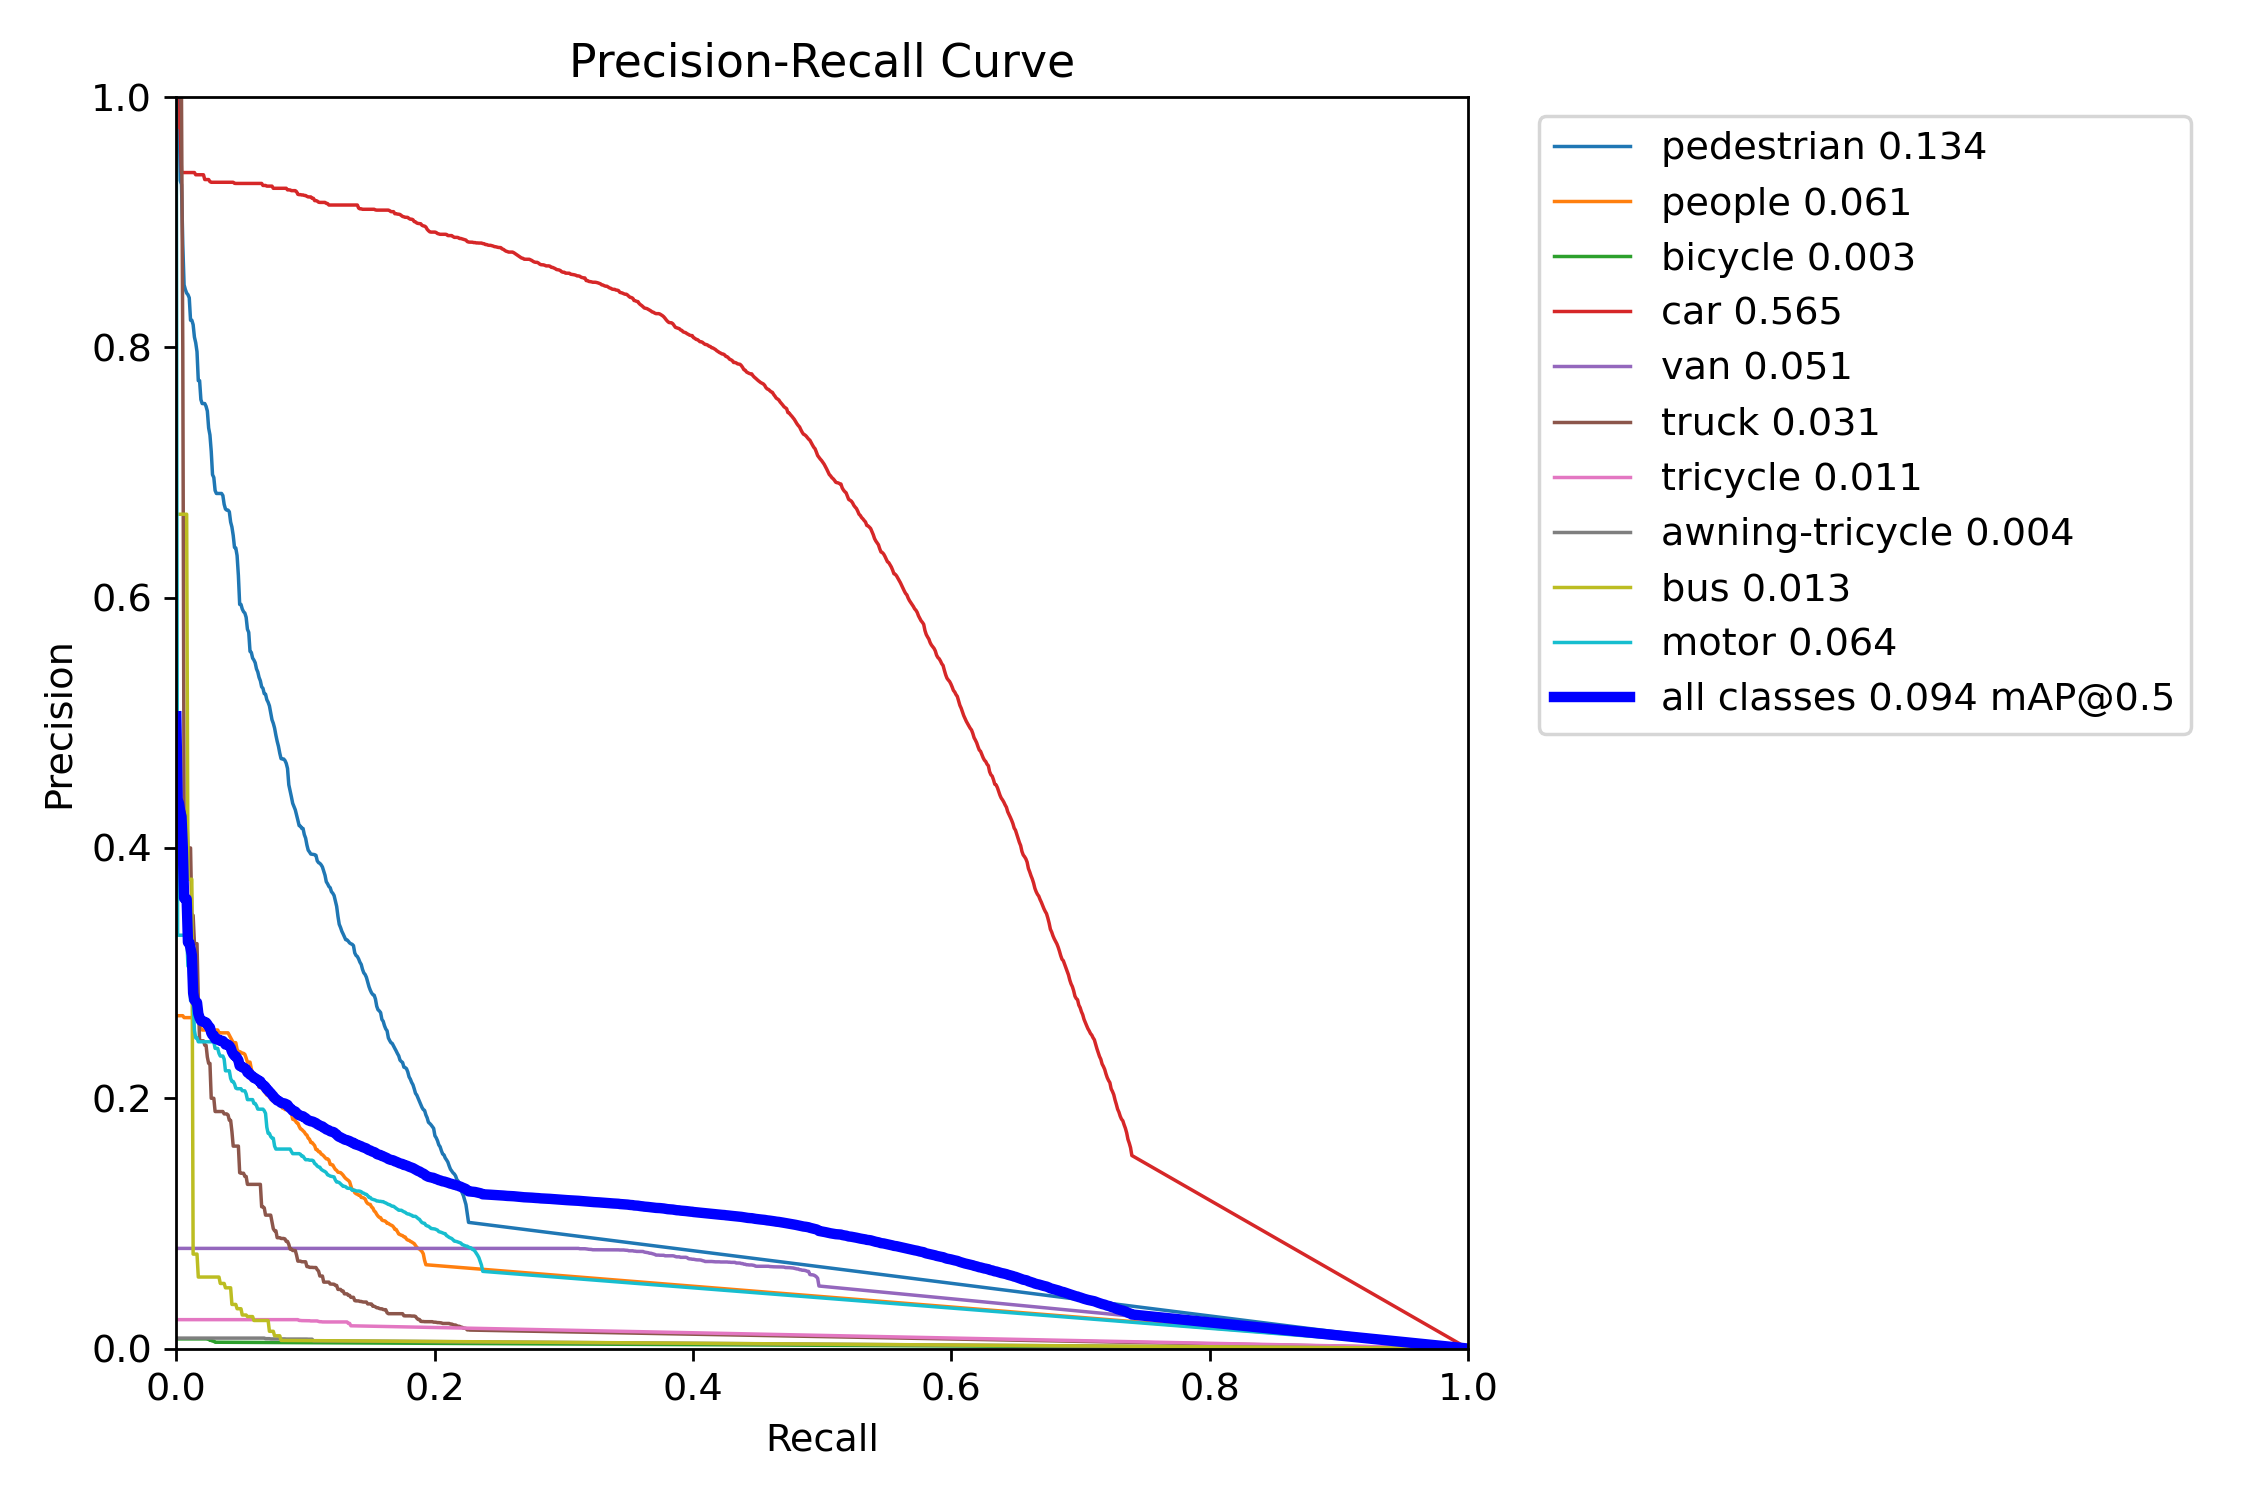 Precision-Recall Curve
1.0
0.8
0.6
0.4
0.2
0.0
Precision
0.0 0.2 0.4 0.6 0.8 1.0
Recall
pedestrian 0.134
people 0.061
bicycle 0.003
car 0.565
van 0.051
truck 0.031
tricycle 0.011
awning-tricycle 0.004
bus 0.013
motor 0.064
all classes 0.094 mAP@0.5